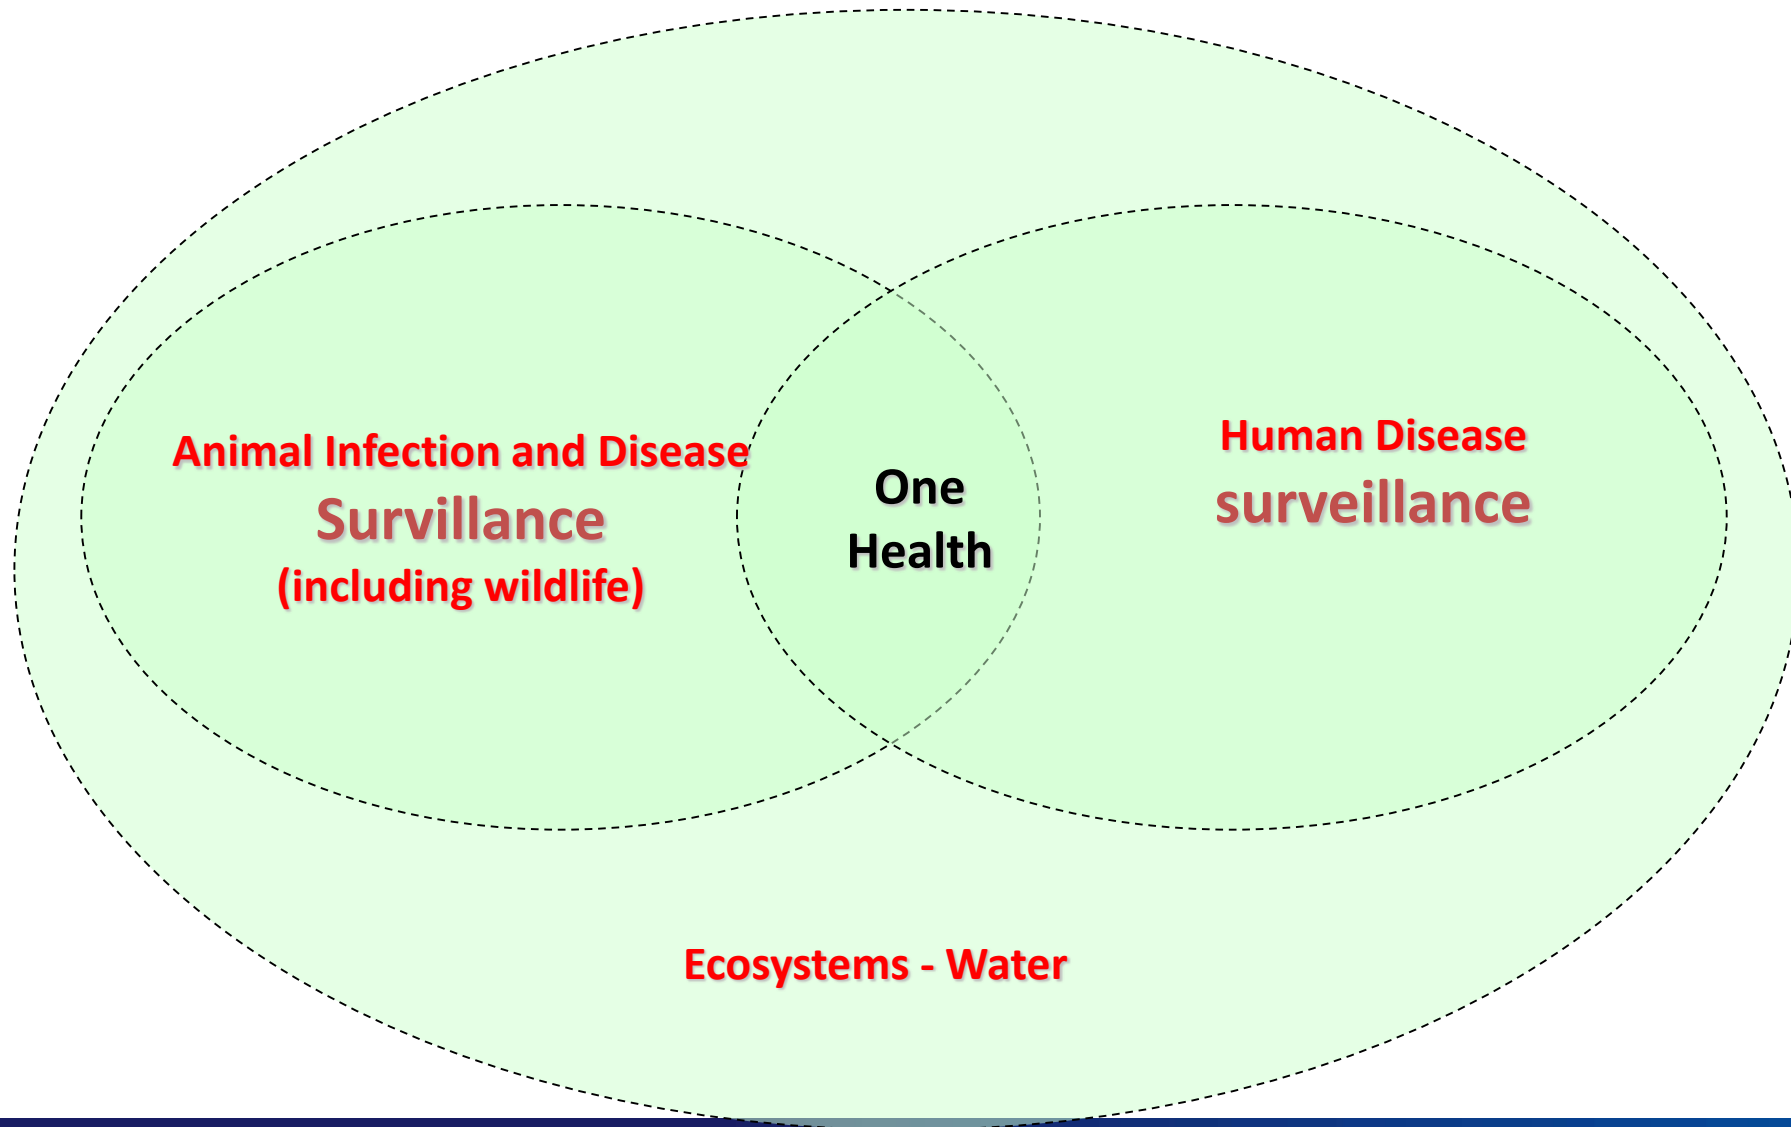 Animal Infection and Disease
Survillance
(including wildlife)
One
Health
Human Disease
surveillance
Ecosystems - Water